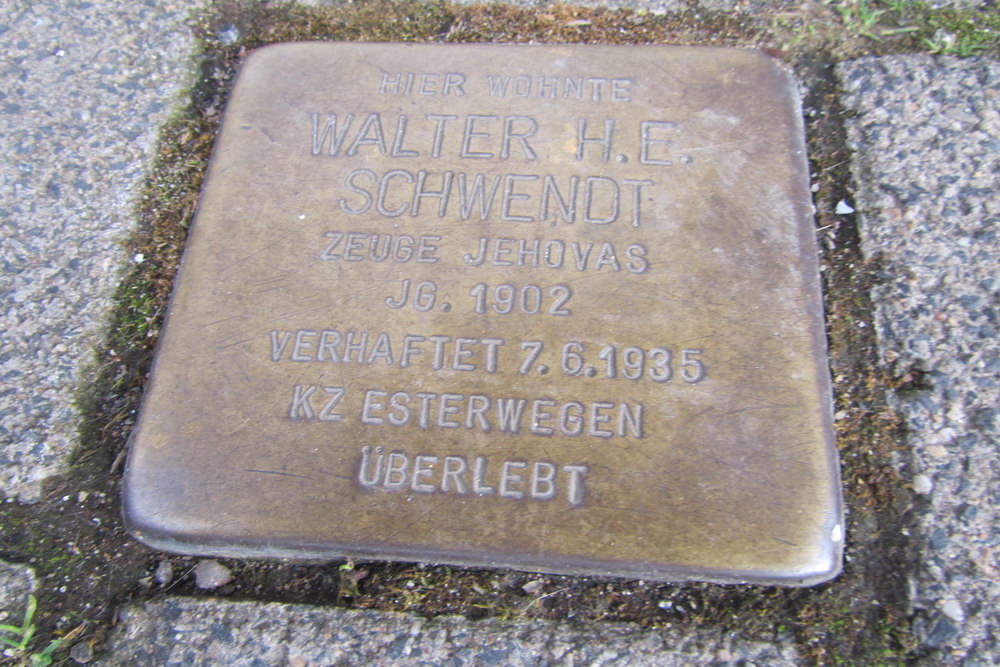 HIER WOHNTE
WALTER H.E.
SCHWENDT
ZEUGE JEHOVAS
JG. 1902
VERHAFTET 7.6.1935
KZ ESTERWEGEN
ÜBERLEBT